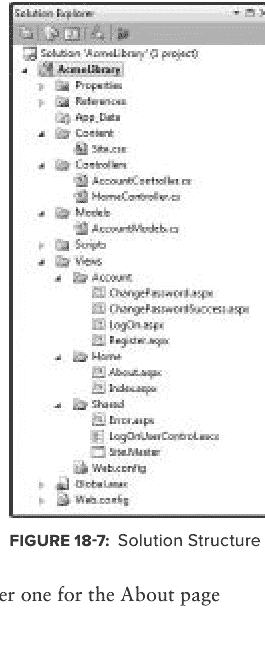 Solution Explorer
Solution 'AcmeLibrary' (1 project)
AcmeLibrary
Properties
References
App_Data
Content
Site.css
Controllers
AccountController.cs
HomeController.cs
Models
AccountModels.cs
Scripts
Views
Account
ChangePassword.aspx
ChangePasswordSuccess.aspx
LogOn.aspx
Register.aspx
Home
About.aspx
Index.aspx
Shared
Error.aspx
LogOnUserControl.ascx
Site.Master
Web.config
Global.asax
Web.config
FIGURE 18-7: Solution Structure
er one for the About page